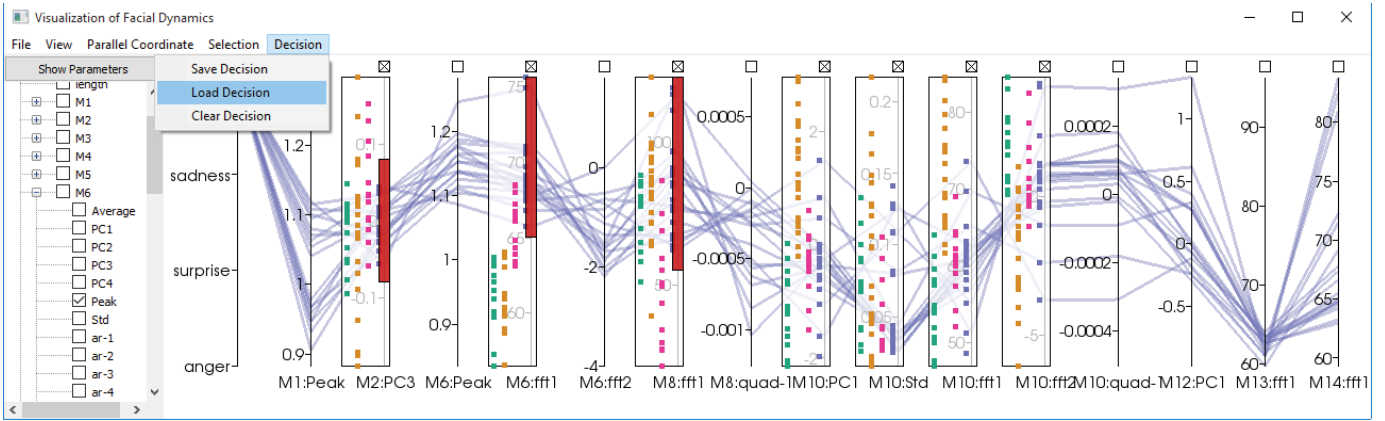 Visualization of Facial Dynamics
File View Parallel Coordinate Selection Decision
Show Parameters
Save Decision
Load Decision
Clear Decision
length
M1
M2
M3
M4
M5
M6
Average
PC1
PC2
PC3
PC4
Peak
Std
ar-1
ar-2
ar-3
ar-4
sadness
surprise
anger
1.2
1.1
1
0.9
0.1
-0.1
1.2
1.1
1
0.9
75
70
65
60
0
-2
-4
100
50
0.0005
0
-0.0005
-0.001
2
-2
0.2
0.15
0.1
0.05
80
70
60
50
-5
0.0002
0
-0.0002
-0.0004
1
0.5
0
-0.5
90
80
70
60
80
75
70
65
60
M1:Peak M2:PC3 M6:Peak M6:fft1 M6:fft2 M8:fft1 M8:quad-1 M10:PC1 M10:Std M10:fft1 M10:fft2 M10:quad-1 M12:PC1 M13:fft1 M14:fft1